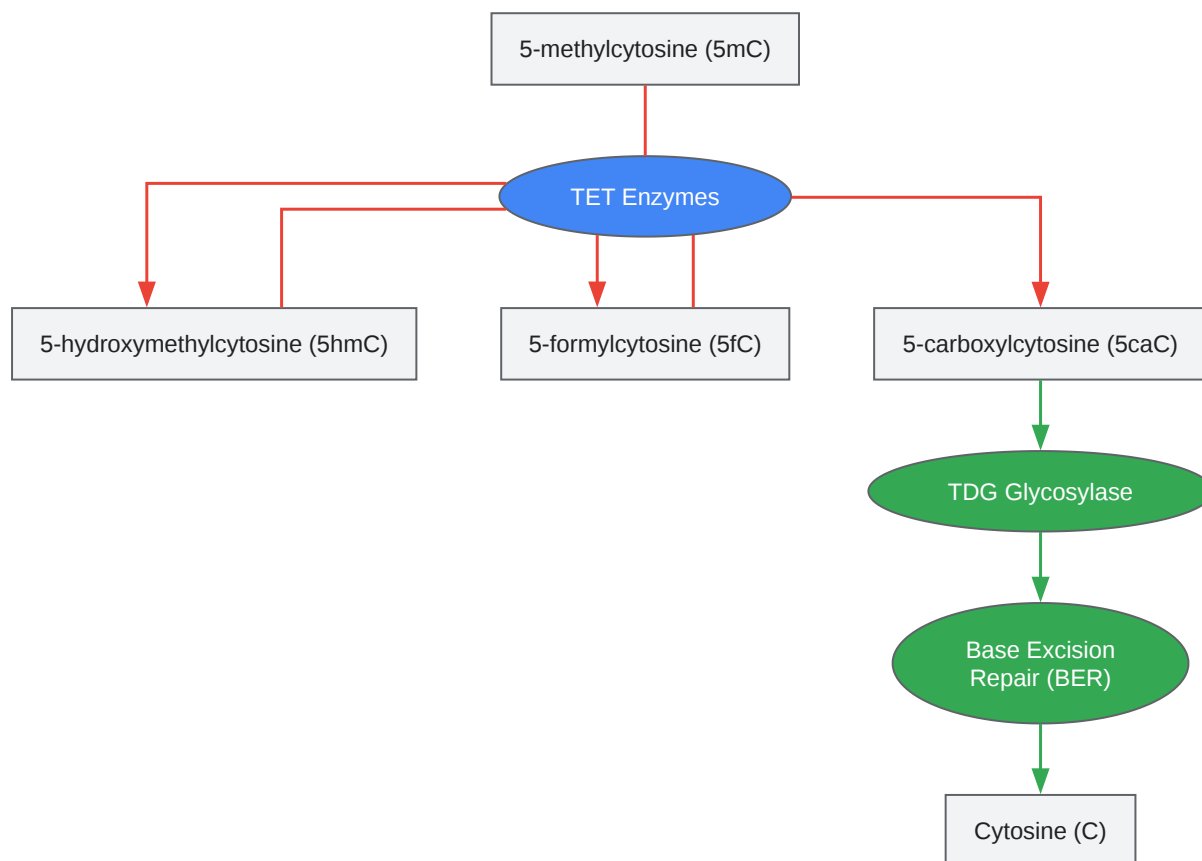 5-methylcytosine (5mC)
TET Enzymes
5-hydroxymethylcytosine (5hmC)
5-formylcytosine (5fC)
5-carboxylcytosine (5caC)
TDG Glycosylase
Base Excision
Repair (BER)
Cytosine (C)